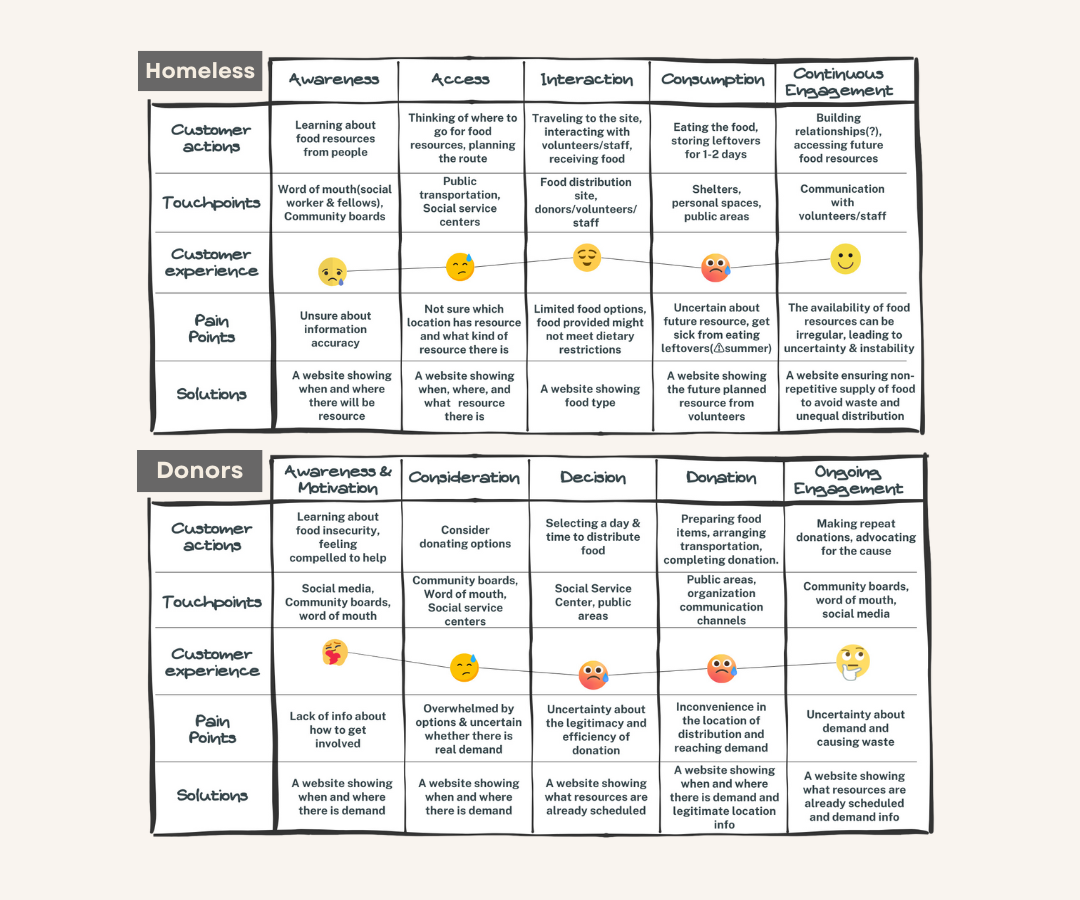 Homeless
Awareness
Access
Interaction
Consumption
Continuous
Engagement
Customer
actions
Learning about
food resources
from people
Thinking of where to
go for food
resources, planning
the route
Traveling to the site,
interacting with
volunteers/staff,
receiving food
Eating the food,
storing leftovers
for 1-2 days
Building
relationships(?),
accessing future
food resources
Touchpoints
Word of mouth(social
worker & fellows),
Community boards
Public
transportation,
Social service
centers
Food distribution
site,
donors/volunteers/
staff
Shelters,
personal spaces,
public areas
Communication
with
volunteers/staff
Customer
experience
Pain
Points
Unsure about
information
accuracy
Not sure which
location has resource
and what kind of
resource there is
Limited food options,
food provided might
not meet dietary
restrictions
Uncertain about
future resource, get
sick from eating
leftovers(⚠summer)
The availability of food
resources can be
irregular, leading to
uncertainty & instability
Solutions
A website showing
when and where
there will be
resource
A website showing
when, where, and
what resource
there is
A website showing
food type
A website showing
the future planned
resource from
volunteers
A website ensuring non-
repetitive supply of food
to avoid waste and
unequal distribution
Donors
Awareness &
Motivation
Consideration
Decision
Donation
Ongoing
Engagement
Customer
actions
Learning about
food insecurity,
feeling
compelled to help
Consider
donating options
Selecting a day &
time to distribute
food
Preparing food
items, arranging
transportation,
completing donation.
Making repeat
donations, advocating
for the cause
Touchpoints
Social media,
Community boards,
word of mouth
Community boards,
Word of mouth,
Social service
centers
Social Service
Center, public
areas
Public areas,
organization
communication
channels
Community boards,
word of mouth,
social media
Customer
experience
Pain
Points
Lack of info about
how to get
involved
Overwhelmed by
options & uncertain
whether there is
real demand
Uncertainty about
the legitimacy and
efficiency of
donation
Inconvenience in
the location of
distribution and
reaching demand
Uncertainty about
demand and
causing waste
Solutions
A website showing
when and where
there is demand
A website showing
when and where
there is demand
A website showing
what resources are
already scheduled
A website showing
when and where
there is demand and
legitimate location
info
A website showing
what resources are
already scheduled
and demand info